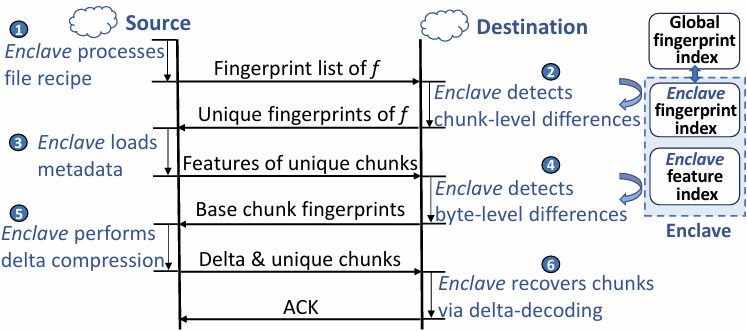 Source
Destination
1
Enclave processes
file recipe
Fingerprint list of f
2
Enclave detects
chunk-level differences
Unique fingerprints of f
3
Enclave loads
metadata
Features of unique chunks
4
Enclave detects
byte-level differences
Base chunk fingerprints
5
Enclave performs
delta compression
Delta & unique chunks
6
Enclave recovers chunks
via delta-decoding
ACK
Global
fingerprint
index
Enclave
fingerprint
index
Enclave
feature
index
Enclave